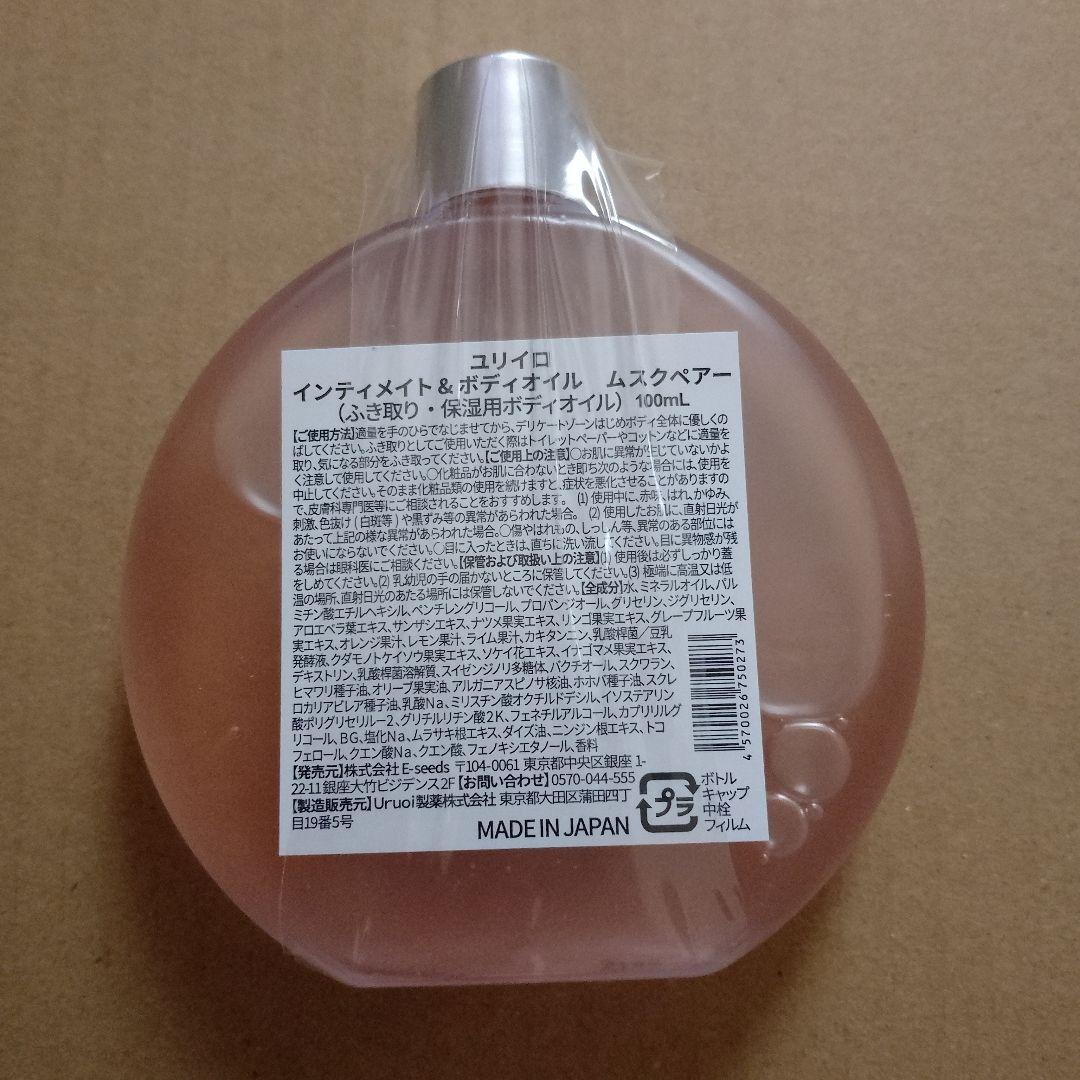 ユリイロ
インティメイト & ボディオイル　ムスクペアー
（ふき取り・保湿用ボディオイル）100mL
【ご使用方法】適量を手のひらでなじませてから、デリケートゾーンはじめボディ全体に優しくの
ばしてください。ふき取りとしてご使用いただく際はトイレットペーパーやコットンなどに適量を
取り、気になる部分をふき取ってください。【ご使用上の注意】○お肌に異常が生じていないかよ
く注意して使用してください。○化粧品がお肌に合わないとき即ち次のような場合には、使用を
中止してください。そのまま化粧品類の使用を続けますと、症状を悪化させることがありますの
で、皮膚科専門医等にご相談されることをおすすめします。 (1) 使用中に、赤味、はれ、かゆみ、
刺激、色抜け ( 白斑等 ) や黒ずみ等の異常があらわれた場合。 (2) 使用したお肌に、直射日光が
あたって上記の様な異常があらわれた場合。○傷やはれもの、しっしん等、異常のある部位には
お使いにならないでください。○目に入ったときは、直ちに洗い流してください。目に異物感が残
る場合は眼科医にご相談ください。【保管および取扱い上の注意】(1) 使用後は必ずしっかり蓋
をしめてください。(2) 乳幼児の手の届かないところに保管してください。(3) 極端に高温又は低
温の場所、直射日光のあたる場所には保管しないでください。【全成分】水、ミネラルオイル、パル
ミチン酸エチルヘキシル、ペンチレングリコール、プロパンジオール、グリセリン、ジグリセリン、
アロエベラ葉エキス、サンザシエキス、ナツメ果実エキス、リンゴ果実エキス、グレープフルーツ果
実エキス、オレンジ果汁、レモン果汁、ライム果汁、カキタンニン、乳酸桿菌／豆乳
発酵液、クダモノトケイソウ果実エキス、ソケイ花エキス、イナゴマメ果実エキス、
デキストリン、乳酸桿菌溶解質、スイゼンジノリ多糖体、バクチオール、スクワラン、
ヒマワリ種子油、オリーブ果実油、アルガニアスピノサ核油、ホホバ種子油、スクレ
ロカリアビレア種子油、乳酸Na、ミリスチン酸オクチルドデシル、イソステアリン
酸ポリグリセリル－2、グリチルリチン酸２Ｋ、フェネチルアルコール、カプリリルグ
リコール、BG、塩化Na、ムラサキ根エキス、ダイズ油、ニンジン根エキス、トコ
フェロール、クエン酸Na、クエン酸、フェノキシエタノール、香料
【発売元】株式会社 E-seeds 〒104-0061 東京都中央区銀座 1-
22-11 銀座大竹ビジデンス2F 【お問い合わせ】0570-044-555
【製造販売元】Uruoi製薬株式会社 東京都大田区蒲田四丁
目19番5号
MADE IN JAPAN
プラ
ボトル
キャップ
中栓
フィルム
4 570026 750273